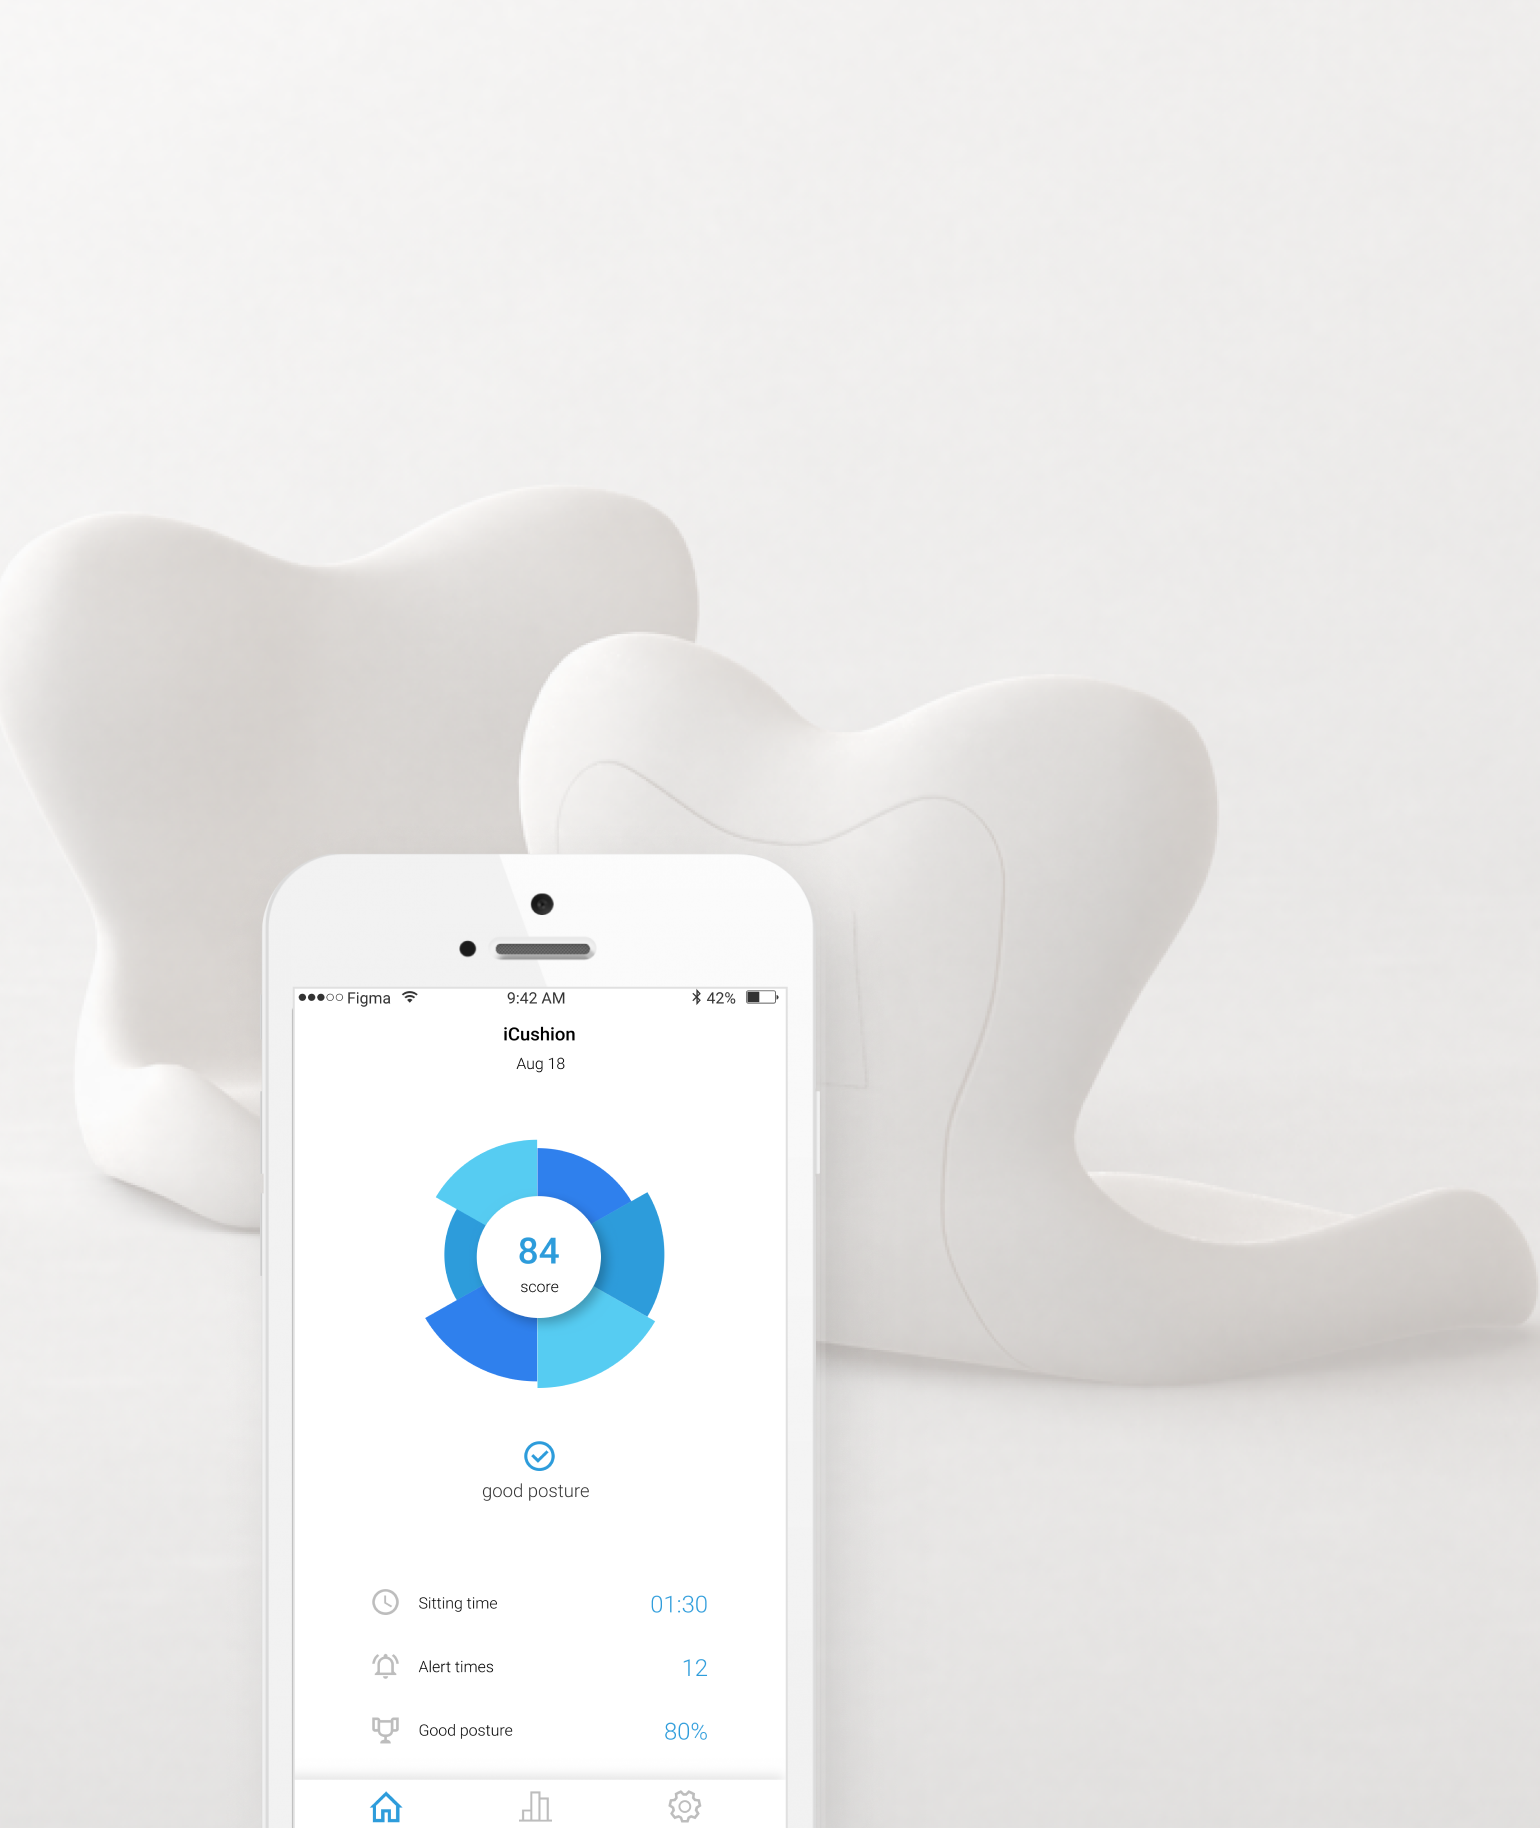 Figma 9:42 AM 42%
iCushion
Aug 18
84
score
good posture
Sitting time 01:30
Alert times 12
Good posture 80%